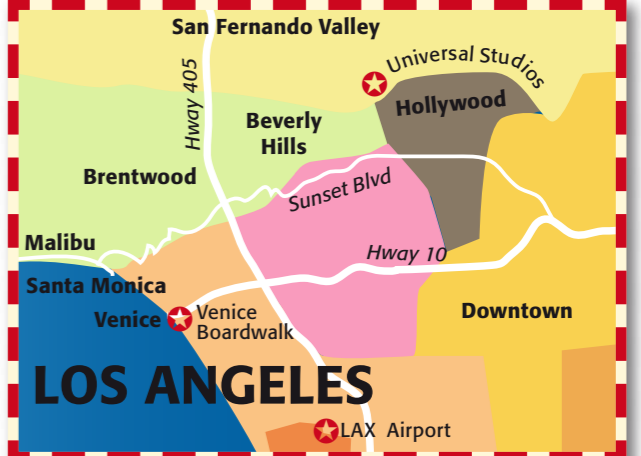 San Fernando Valley
Universal Studios
Hway 405
Hollywood
Beverly
Hills
Brentwood
Sunset Blvd
Malibu
Hway 10
Santa Monica
Venice
Venice
Boardwalk
Downtown
LOS ANGELES
LAX Airport